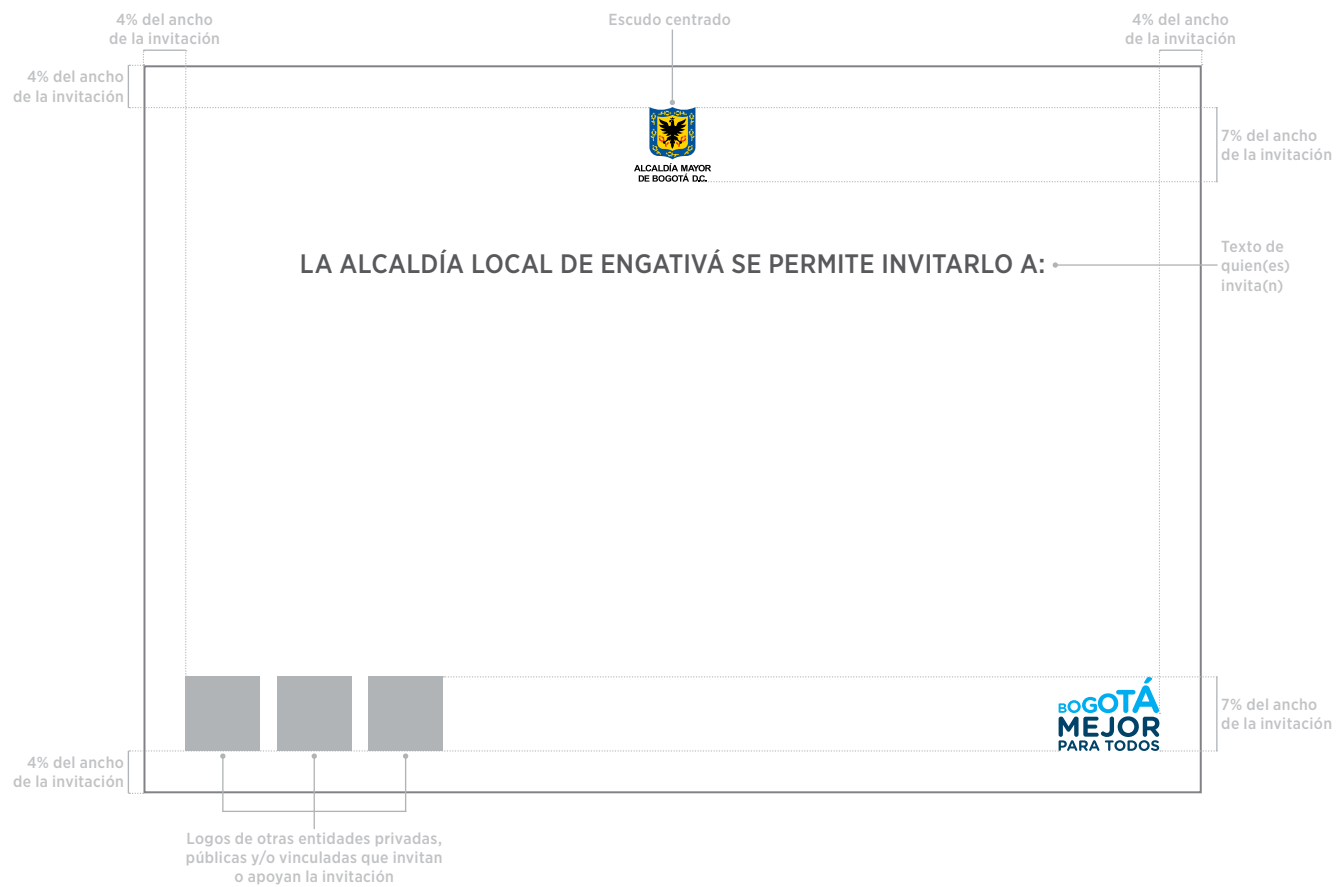 4% del ancho
de la invitación
Escudo centrado
4% del ancho
de la invitación
4% del ancho
de la invitación
7% del ancho
de la invitación
ALCALDÍA MAYOR
DE BOGOTÁ D.C.
LA ALCALDÍA LOCAL DE ENGATIVÁ SE PERMITE INVITARLO A:
Texto de
quien(es)
invita(n)
BOGOTÁ
MEJOR
PARA TODOS
7% del ancho
de la invitación
4% del ancho
de la invitación
Logos de otras entidades privadas,
públicas y/o vinculadas que invitan
o apoyan la invitación